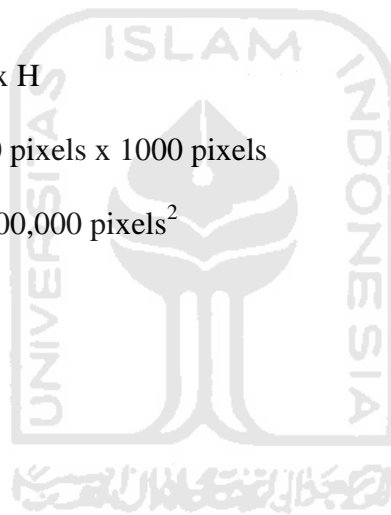 ISLAM
x H
0 pixels x 1000 pixels
00,000 pixels²
UNIVERSITAS
INDONESIA